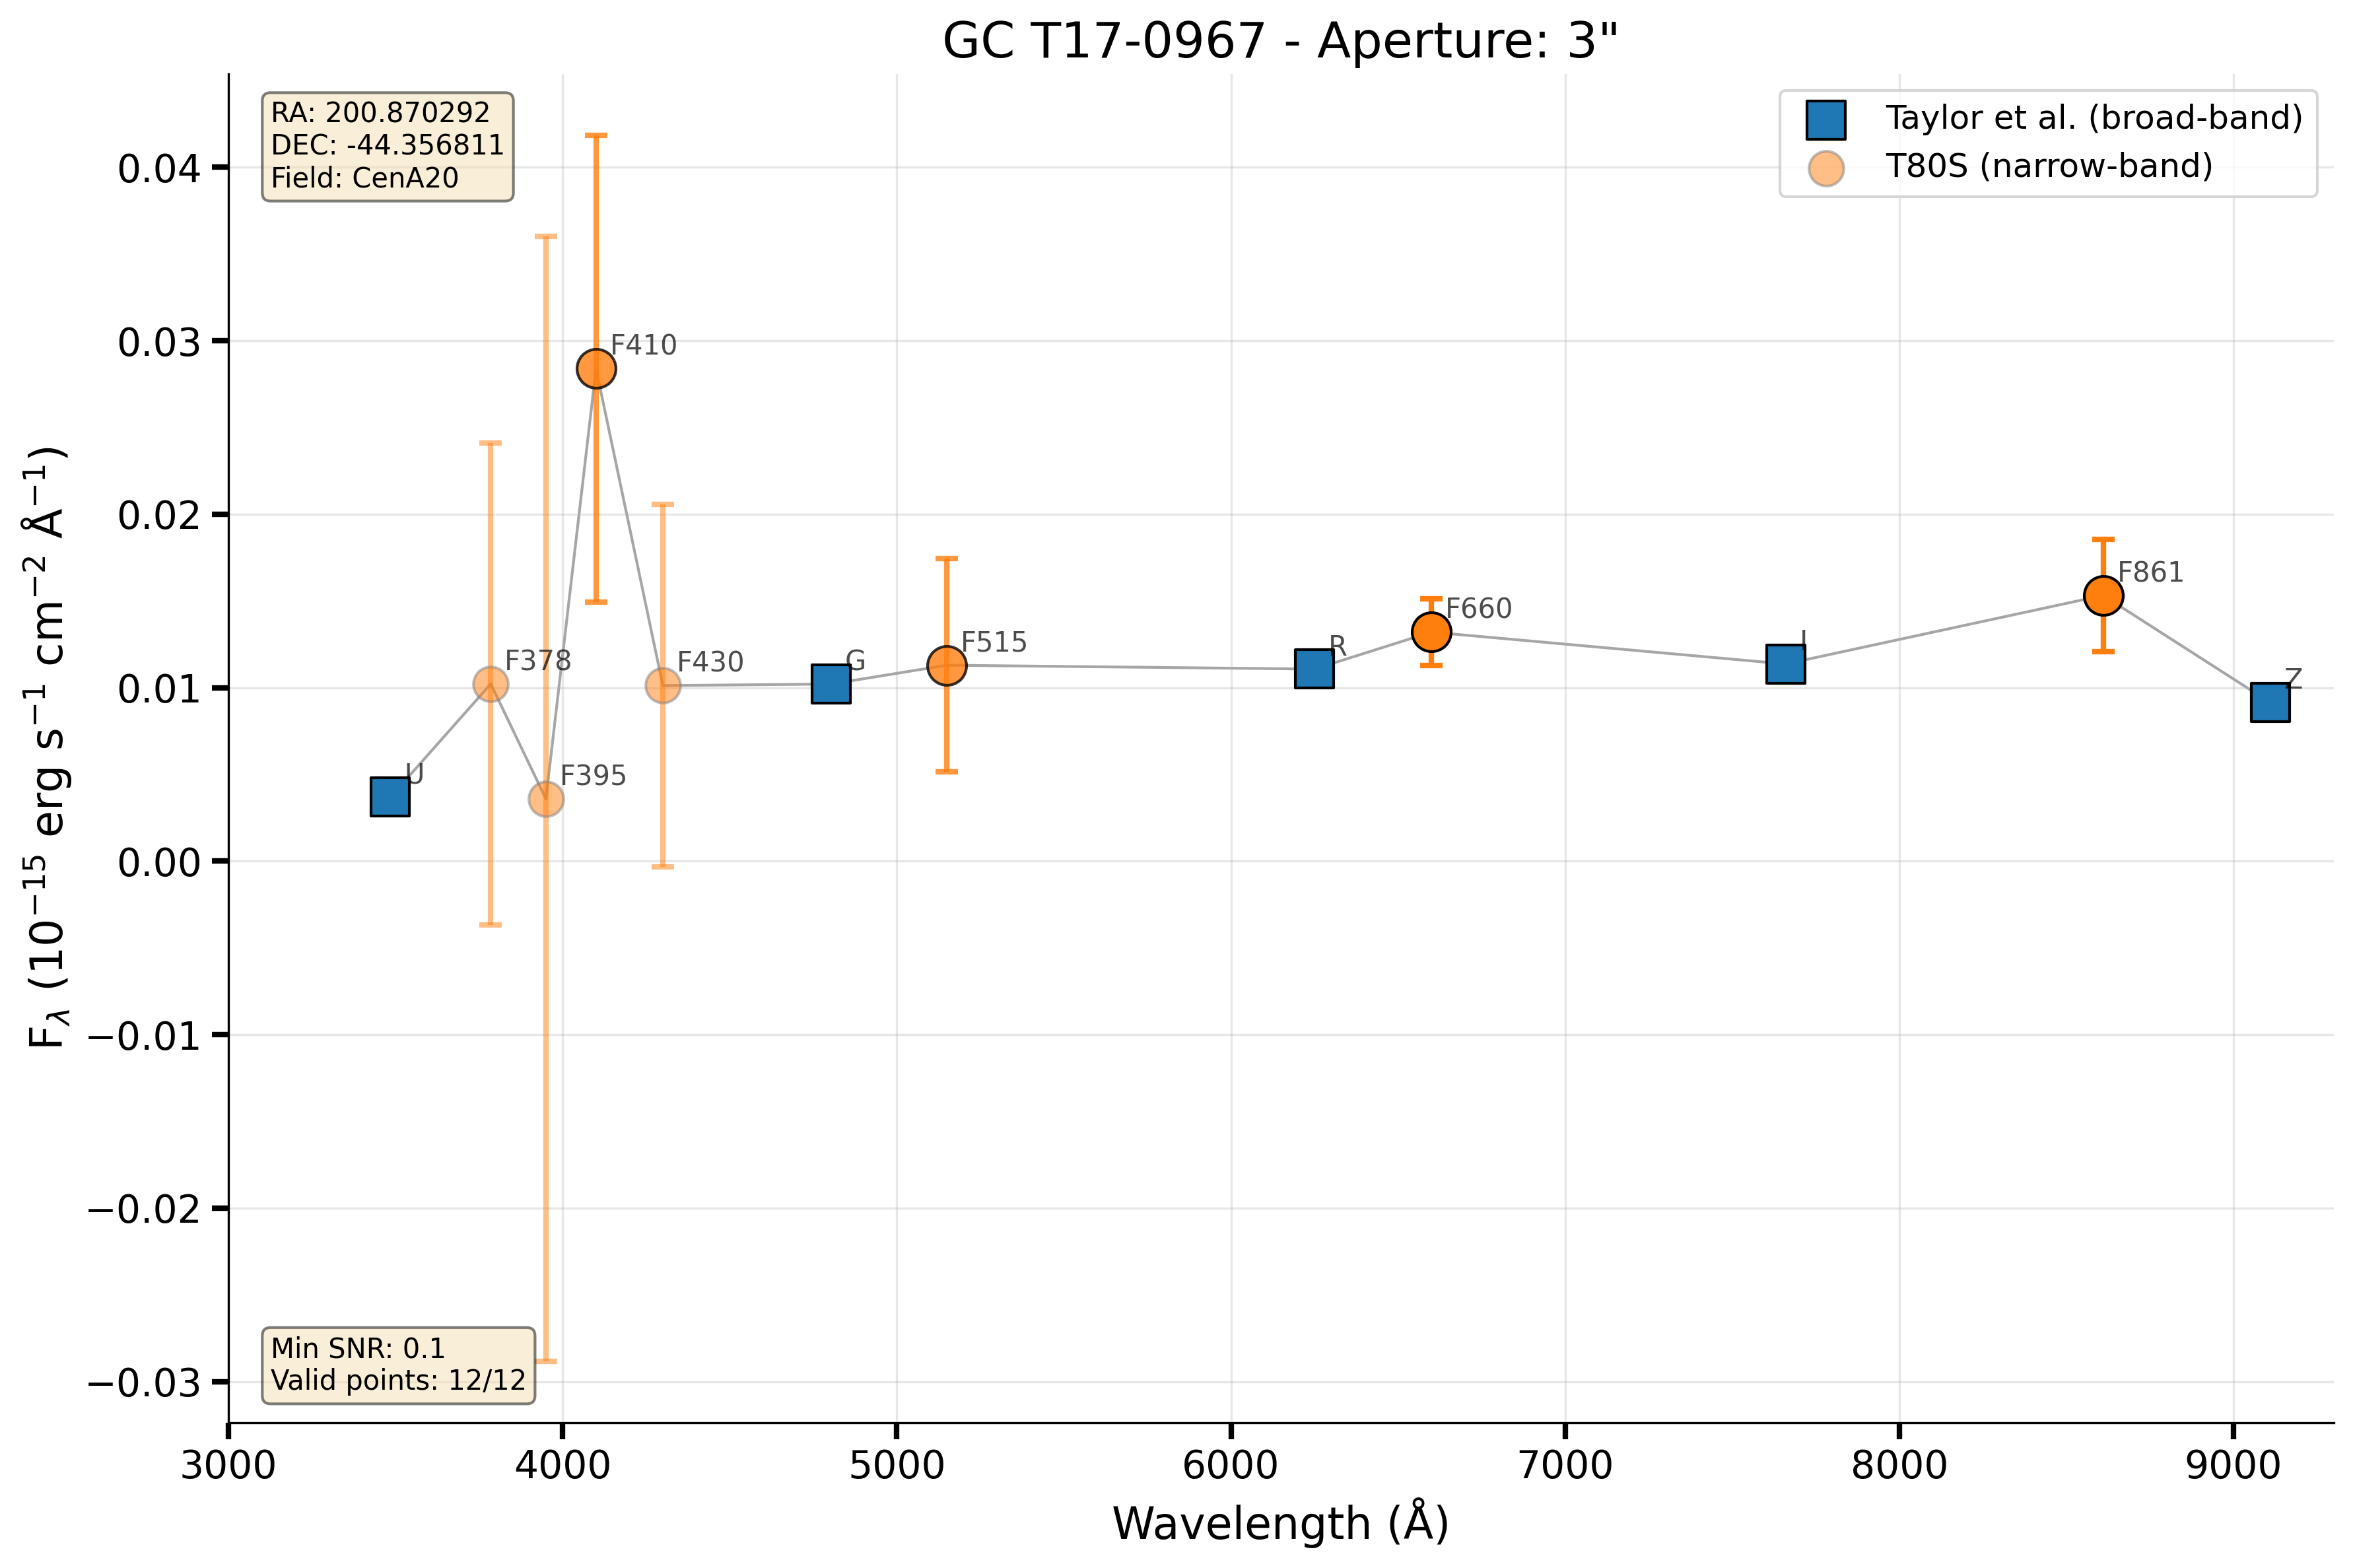 GC T17-0967 - Aperture: 3"
RA: 200.870292
DEC: -44.356811
Field: CenA20
Taylor et al. (broad-band)
T80S (narrow-band)
F410
F378
F395
F430
U
G
F515
R
F660
I
F861
Z
Min SNR: 0.1
Valid points: 12/12
0.04
0.03
0.02
0.01
0.00
−0.01
−0.02
−0.03
3000 4000 5000 6000 7000 8000 9000
Wavelength (Å)
F_λ (10⁻¹⁵ erg s⁻¹ cm⁻² Å⁻¹)